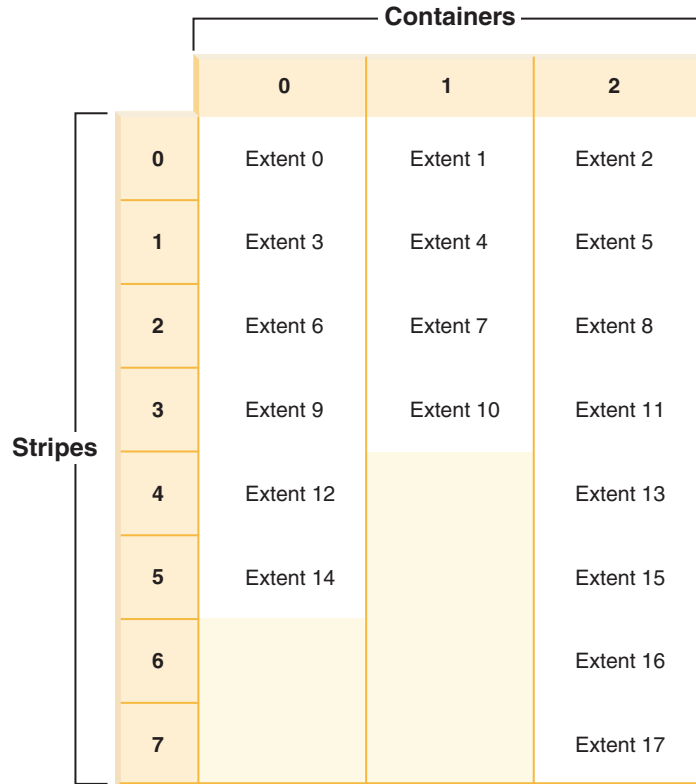 Containers
0 1 2
0 Extent 0 Extent 1 Extent 2
1 Extent 3 Extent 4 Extent 5
2 Extent 6 Extent 7 Extent 8
3 Extent 9 Extent 10 Extent 11
Stripes
4 Extent 12 Extent 13
5 Extent 14 Extent 15
6 Extent 16
7 Extent 17